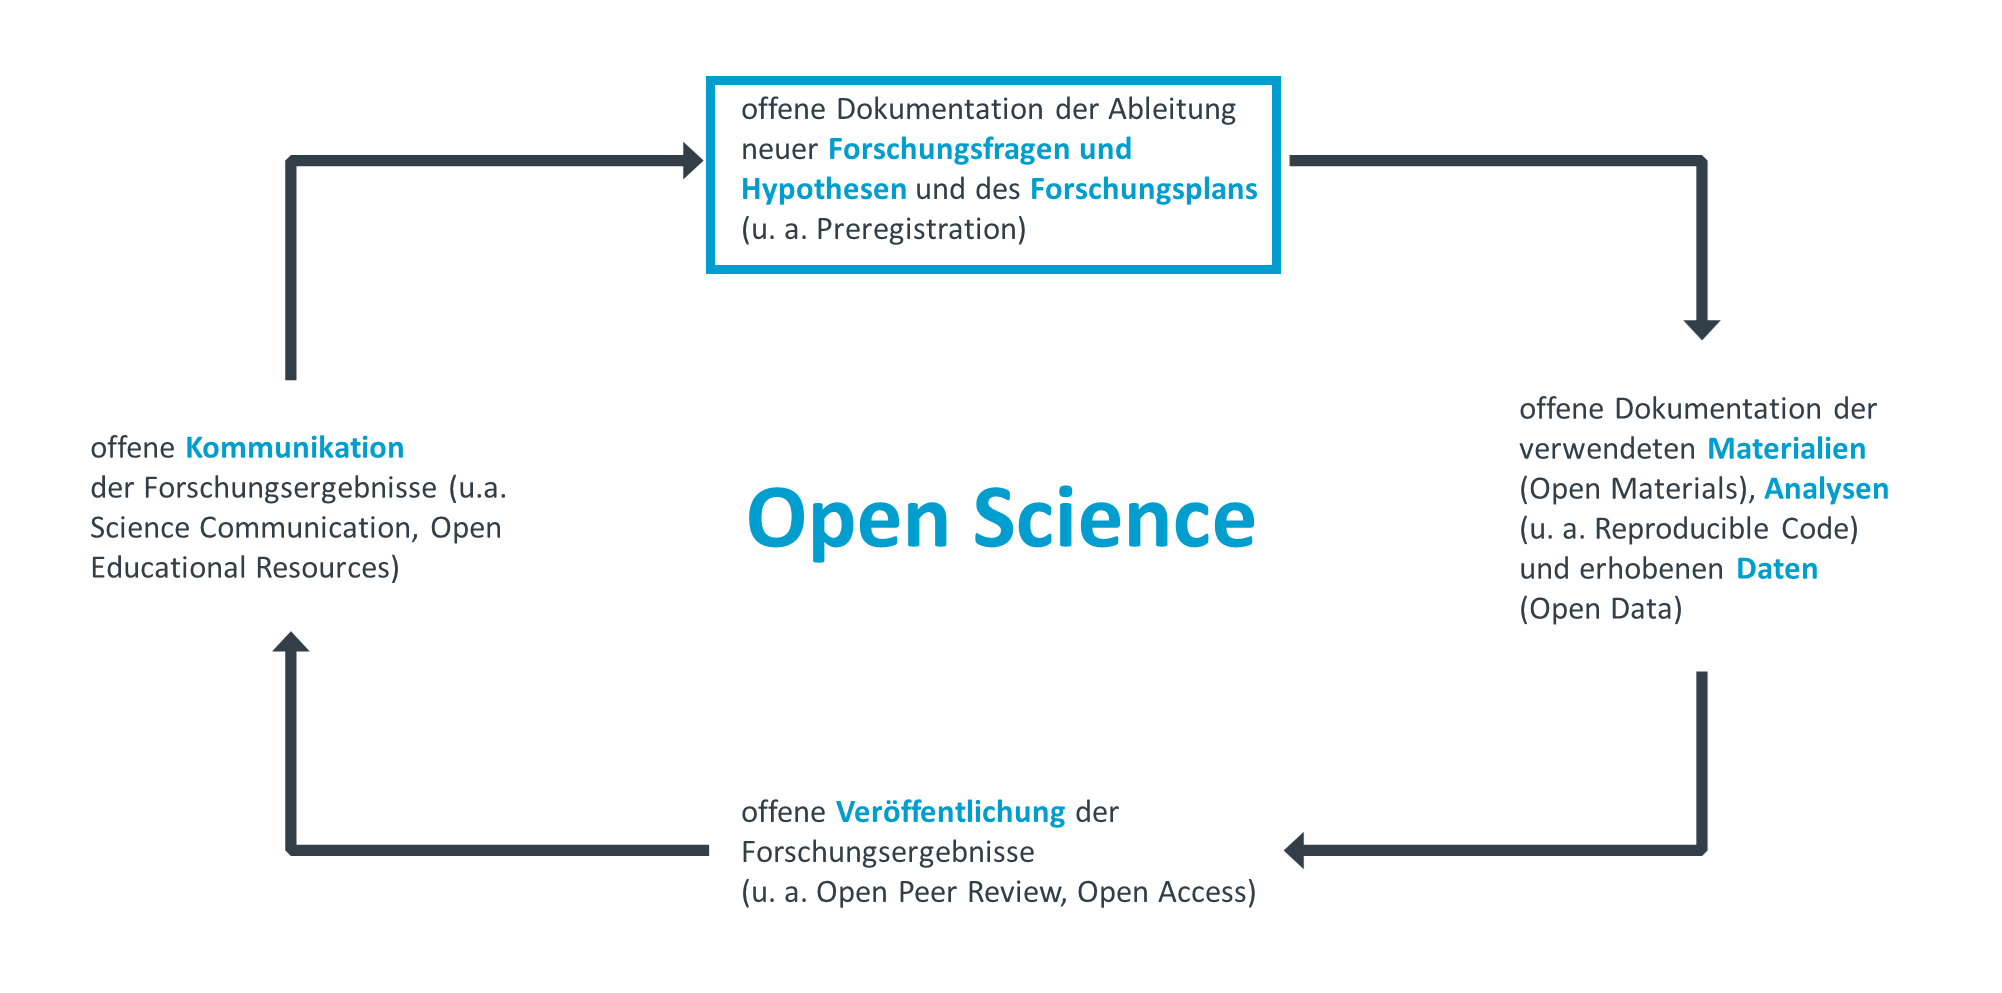 offene Dokumentation der Ableitung
neuer Forschungsfragen und
Hypothesen und des Forschungsplans
(u. a. Preregistration)
offene Dokumentation der
verwendeten Materialien
(Open Materials), Analysen
(u. a. Reproducible Code)
und erhobenen Daten
(Open Data)
offene Veröffentlichung der
Forschungsergebnisse
(u. a. Open Peer Review, Open Access)
offene Kommunikation
der Forschungsergebnisse (u.a.
Science Communication, Open
Educational Resources)
Open Science